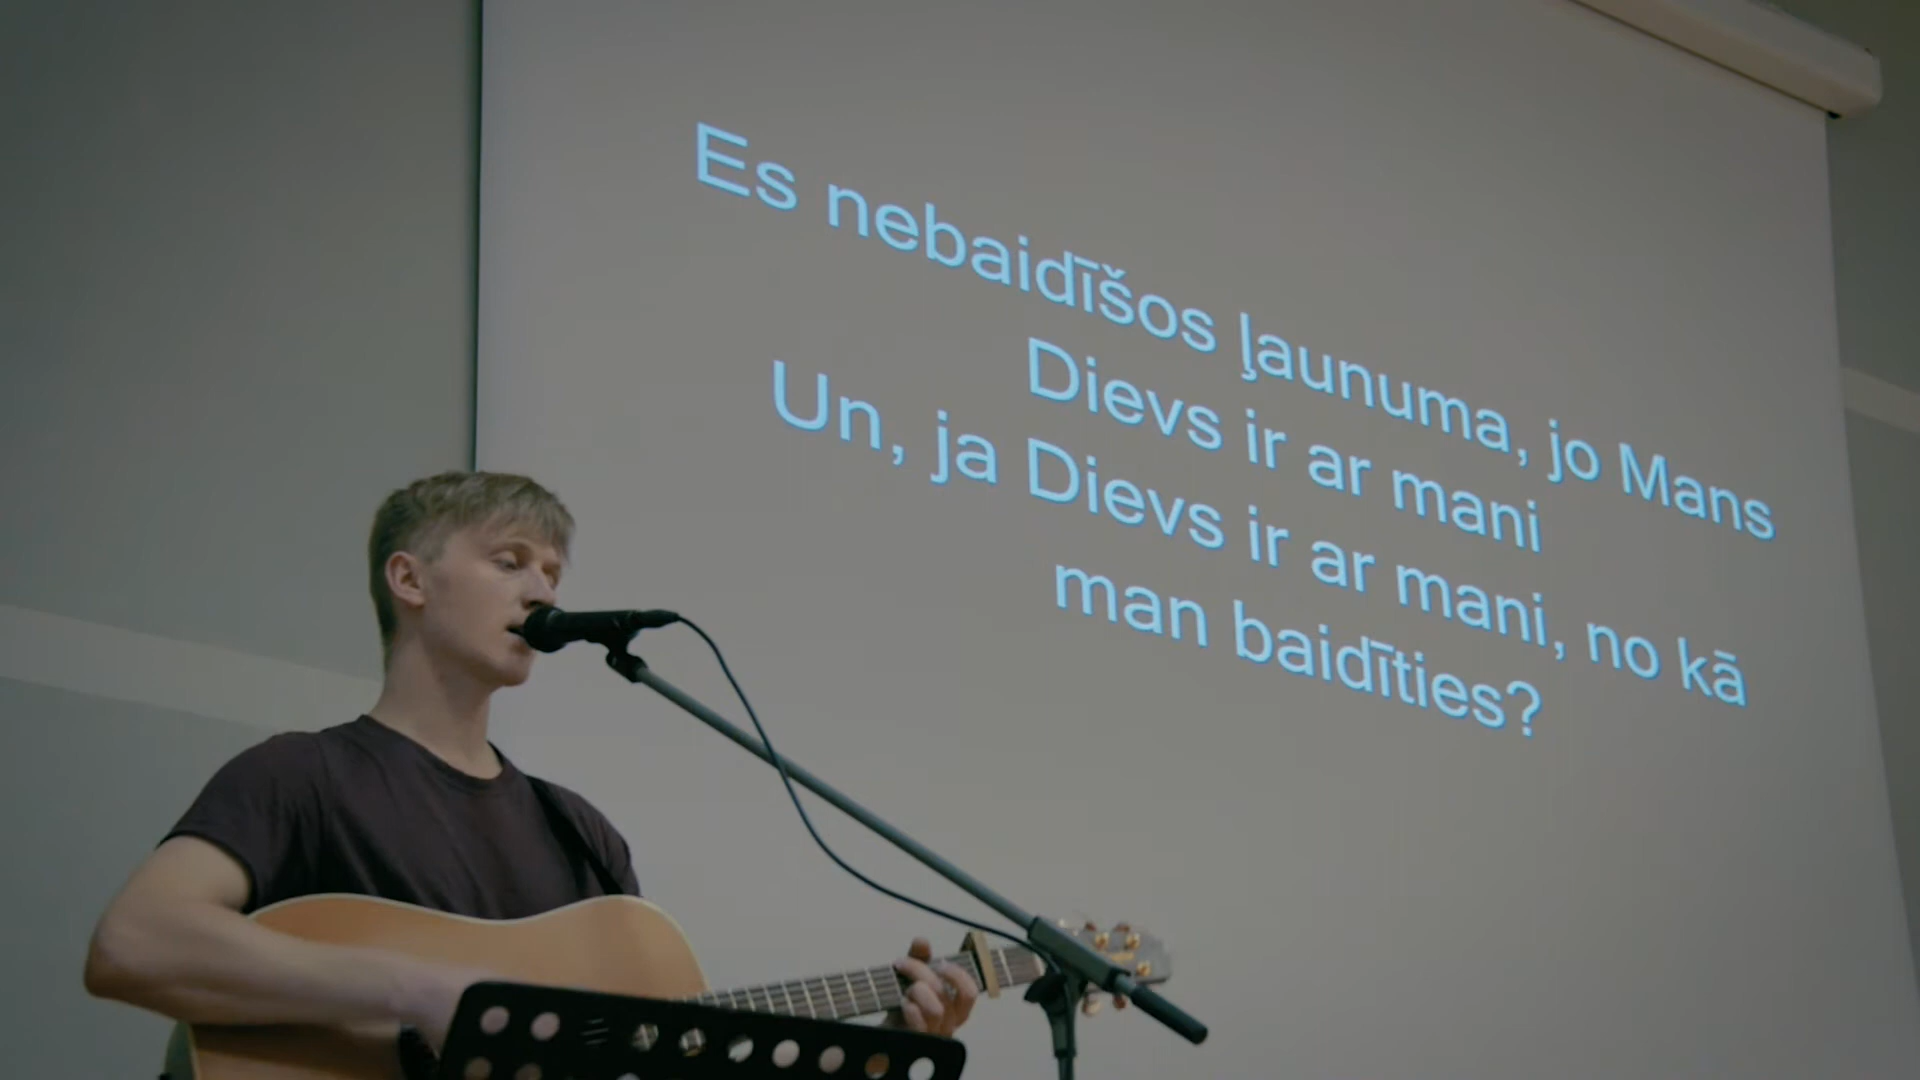 Es nebaidīšos ļaunuma, jo Mans
Dievs ir ar mani
Un, ja Dievs ir ar mani, no kā
man baidīties?